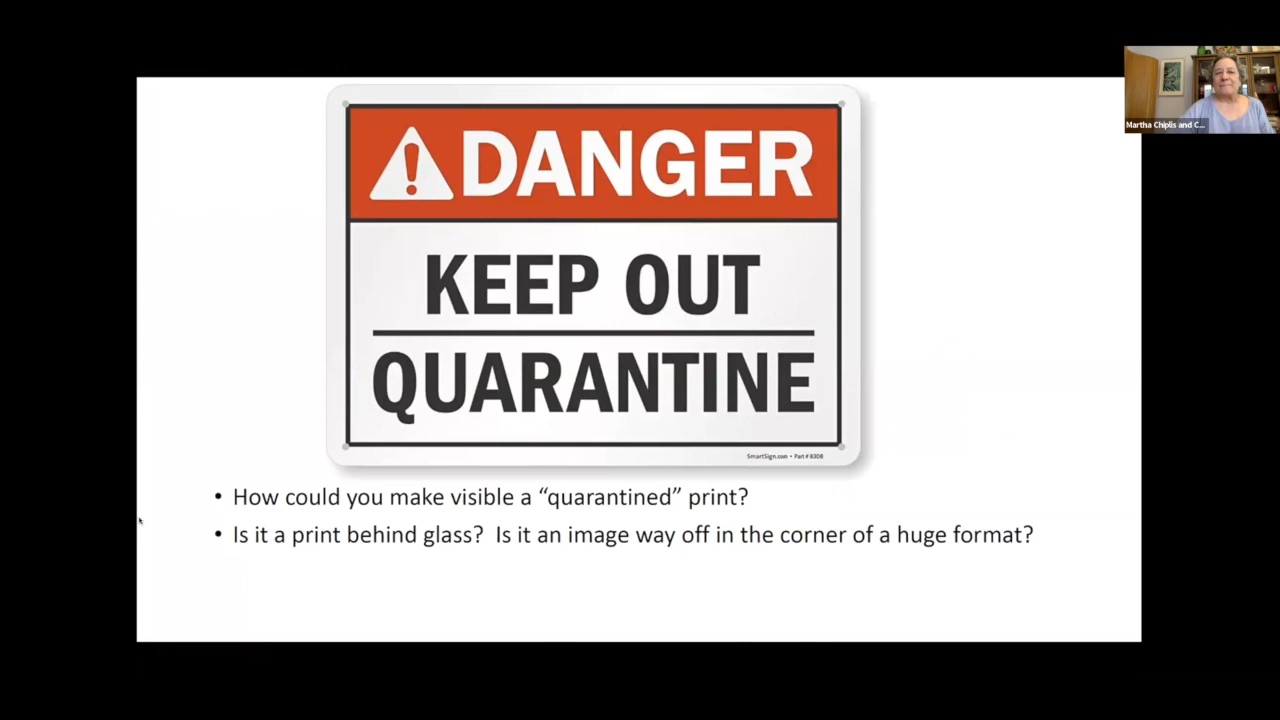 Martha Chiplis and C...
DANGER
KEEP OUT
QUARANTINE
SmartSign.com • Part # 8308
• How could you make visible a “quarantined” print?
• Is it a print behind glass?  Is it an image way off in the corner of a huge format?